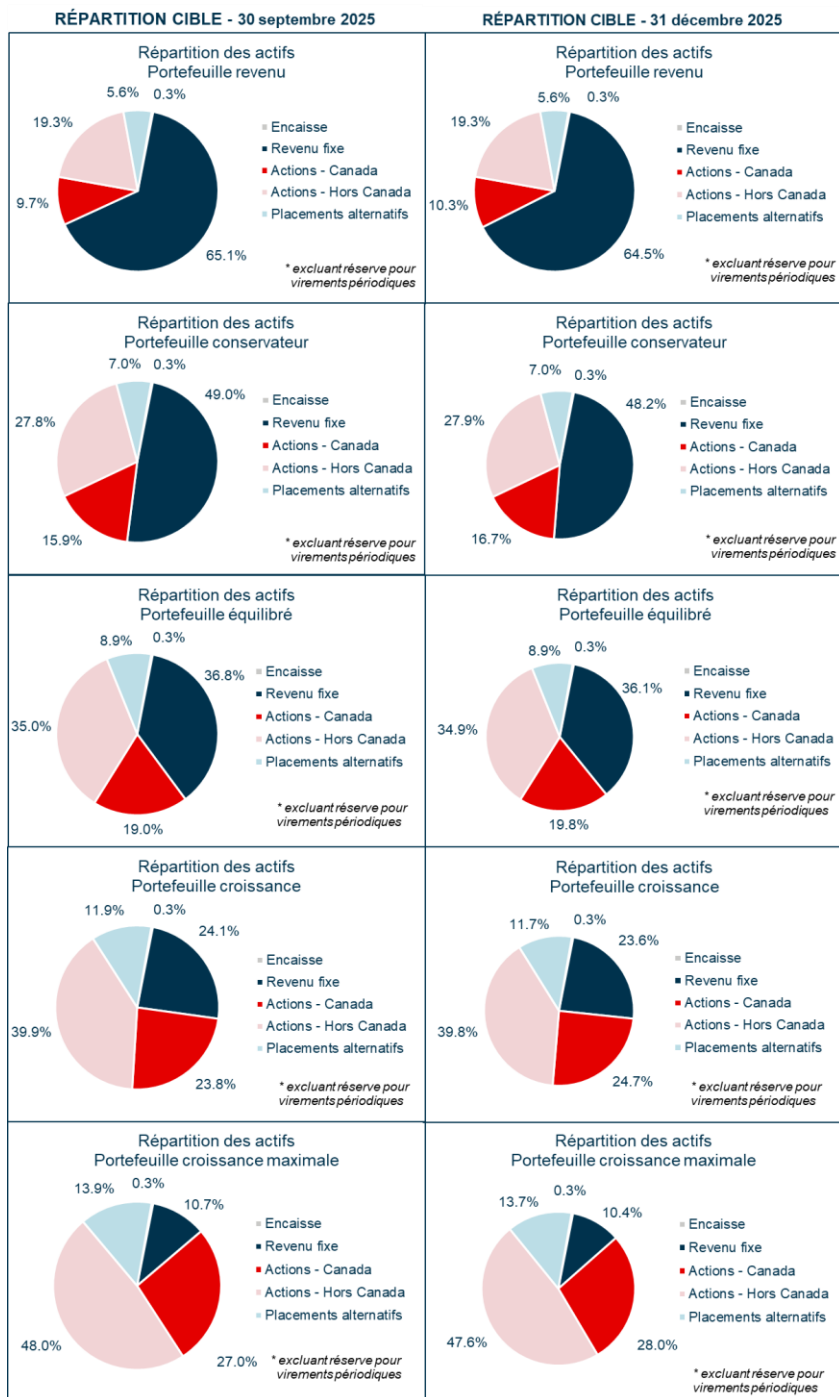 RÉPARTITION CIBLE - 30 septembre 2025
RÉPARTITION CIBLE - 31 décembre 2025
Répartition des actifs
Portefeuille revenu
5.6%
0.3%
19.3%
9.7%
65.1%
Encaisse
Revenu fixe
Actions - Canada
Actions - Hors Canada
Placements alternatifs
* excluant réserve pour
virements périodiques
Répartition des actifs
Portefeuille revenu
5.6%
0.3%
19.3%
10.3%
64.5%
Encaisse
Revenu fixe
Actions - Canada
Actions - Hors Canada
Placements alternatifs
* excluant réserve pour
virements périodiques
Répartition des actifs
Portefeuille conservateur
7.0%
0.3%
49.0%
27.8%
15.9%
Encaisse
Revenu fixe
Actions - Canada
Actions - Hors Canada
Placements alternatifs
* excluant réserve pour
virements périodiques
Répartition des actifs
Portefeuille conservateur
7.0%
0.3%
48.2%
27.9%
16.7%
Encaisse
Revenu fixe
Actions - Canada
Actions - Hors Canada
Placements alternatifs
* excluant réserve pour
virements périodiques
Répartition des actifs
Portefeuille équilibré
8.9%
0.3%
36.8%
35.0%
19.0%
Encaisse
Revenu fixe
Actions - Canada
Actions - Hors Canada
Placements alternatifs
* excluant réserve pour
virements périodiques
Répartition des actifs
Portefeuille équilibré
8.9%
0.3%
36.1%
34.9%
19.8%
Encaisse
Revenu fixe
Actions - Canada
Actions - Hors Canada
Placements alternatifs
* excluant réserve pour
virements périodiques
Répartition des actifs
Portefeuille croissance
11.9%
0.3%
24.1%
39.9%
23.8%
Encaisse
Revenu fixe
Actions - Canada
Actions - Hors Canada
Placements alternatifs
* excluant réserve pour
virements périodiques
Répartition des actifs
Portefeuille croissance
11.7%
0.3%
23.6%
39.8%
24.7%
Encaisse
Revenu fixe
Actions - Canada
Actions - Hors Canada
Placements alternatifs
* excluant réserve pour
virements périodiques
Répartition des actifs
Portefeuille croissance maximale
13.9%
0.3%
10.7%
48.0%
27.0%
Encaisse
Revenu fixe
Actions - Canada
Actions - Hors Canada
Placements alternatifs
* excluant réserve pour
virements périodiques
Répartition des actifs
Portefeuille croissance maximale
13.7%
0.3%
10.4%
47.6%
28.0%
Encaisse
Revenu fixe
Actions - Canada
Actions - Hors Canada
Placements alternatifs
* excluant réserve pour
virements périodiques